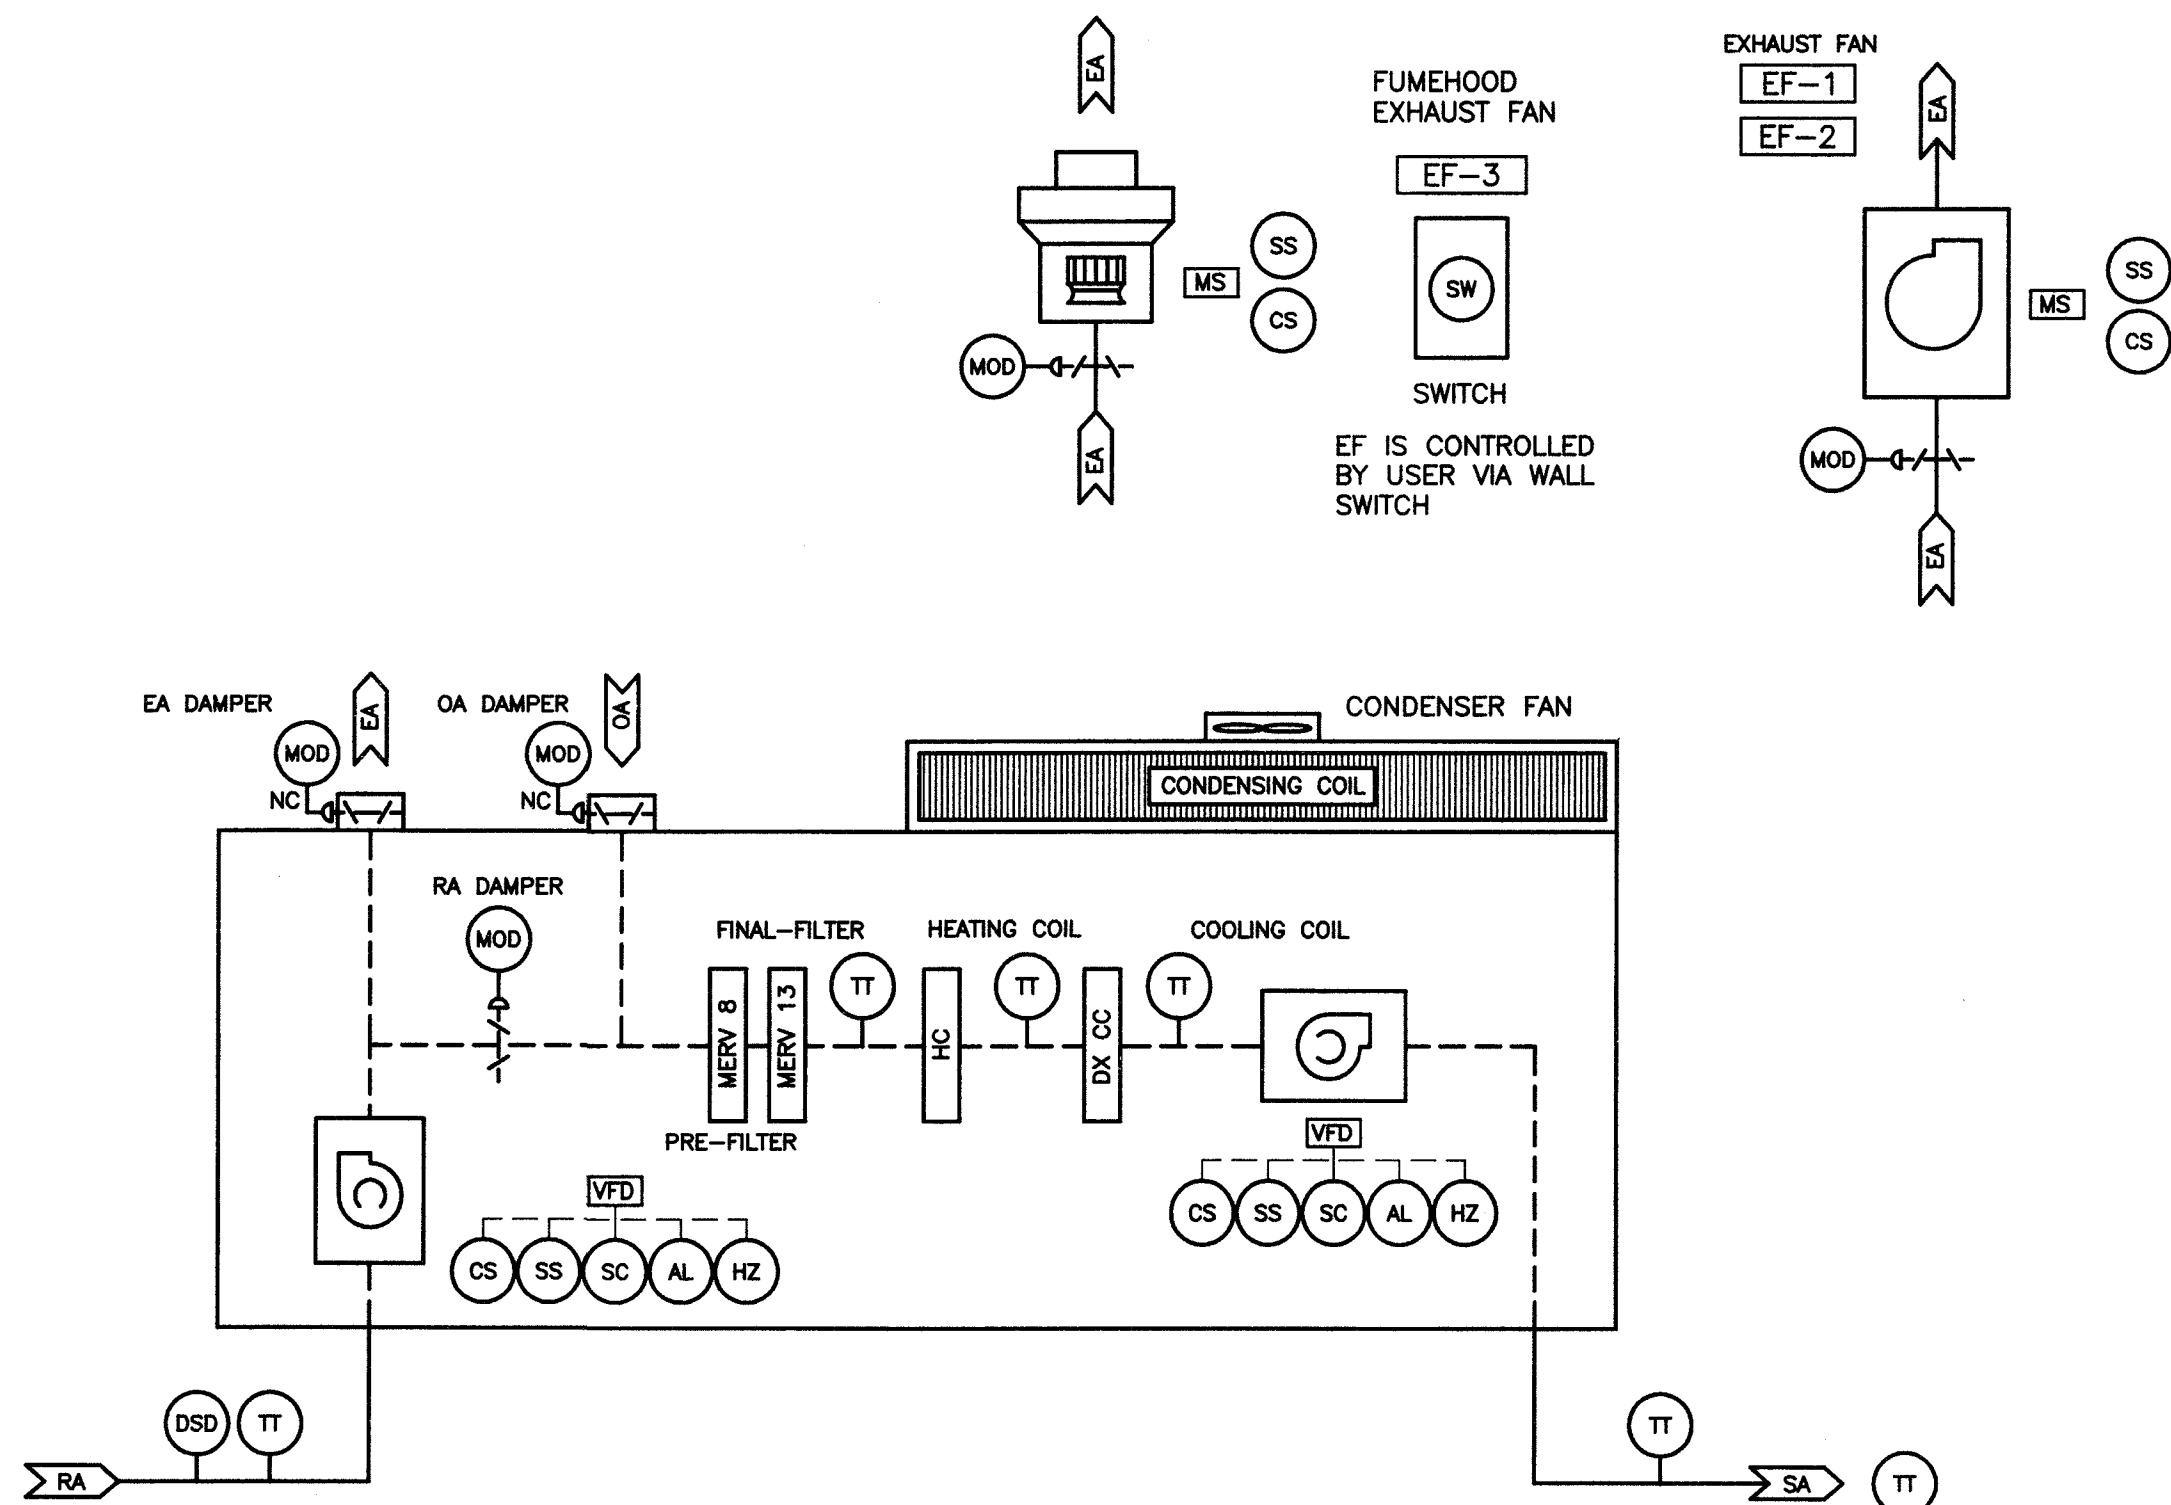 EA
FUMEHOOD
EXHAUST FAN
EF-3
SS
MS
CS
SW
MOD
SWITCH
EA
EF IS CONTROLLED
BY USER VIA WALL
SWITCH
EXHAUST FAN
EF-1
EF-2
EA
SS
MS
CS
MOD
EA
EA DAMPER
EA
MOD
NC
OA DAMPER
OA
MOD
NC
CONDENSER FAN
CONDENSING COIL
RA DAMPER
MOD
FINAL-FILTER
HEATING COIL
COOLING COIL
MERV 8
MERV 13
TT
HC
TT
DX CC
TT
PRE-FILTER
VFD
CS
SS
SC
AL
HZ
VFD
CS
SS
SC
AL
HZ
DSD
TT
RA
TT
SA
TT